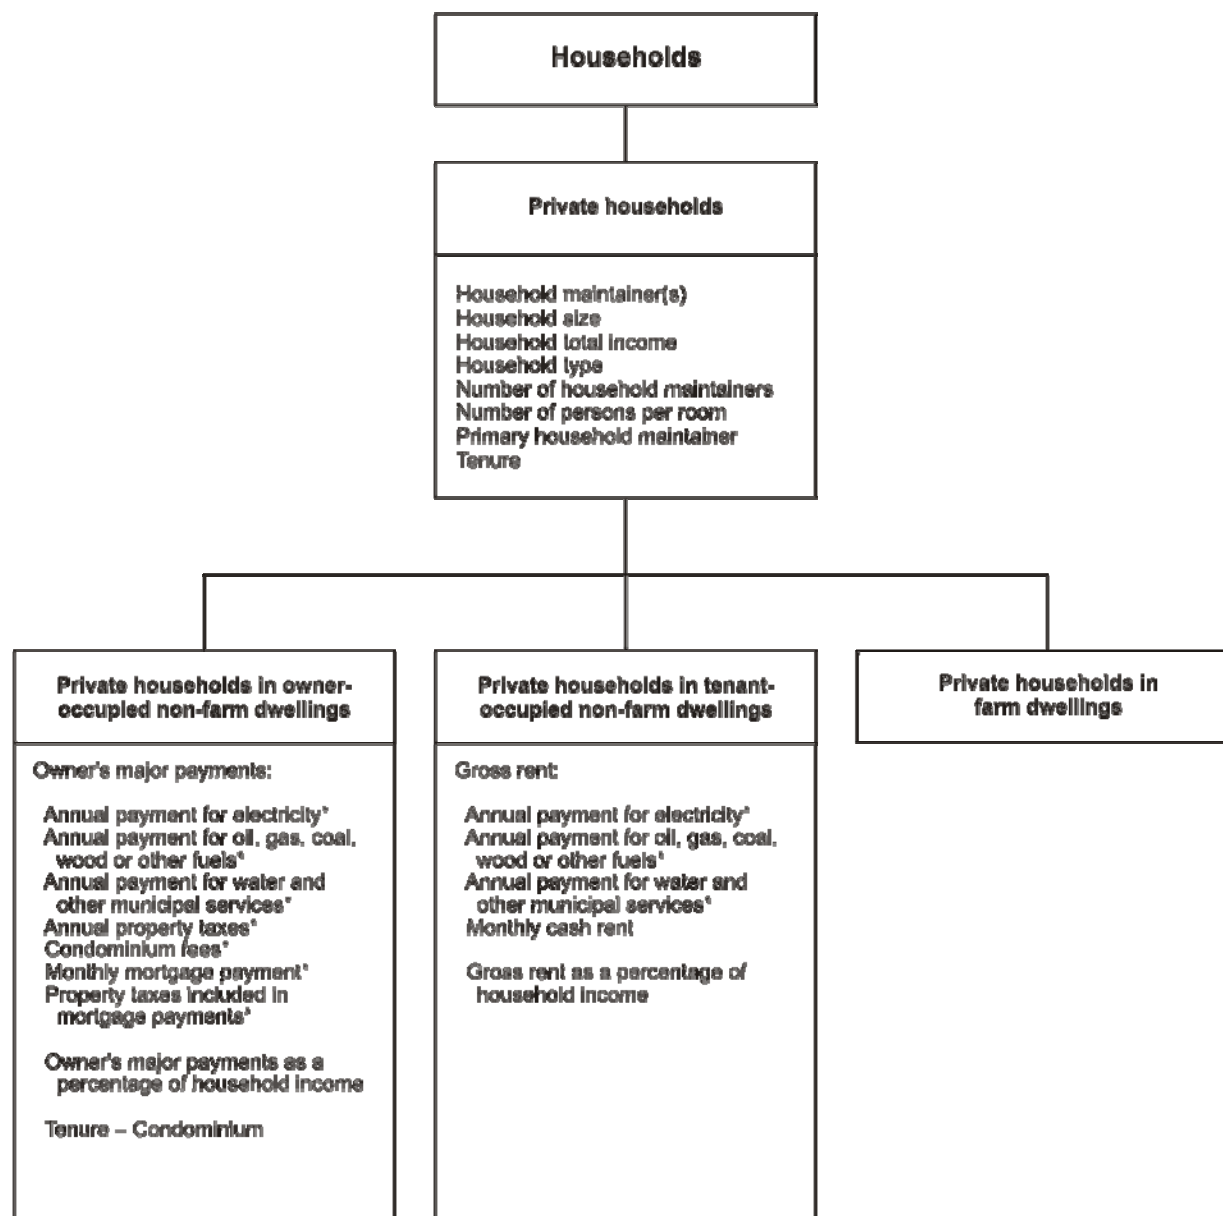 Households
Private households
Household maintainer(s)
Household size
Household total income
Household type
Number of household maintainers
Number of persons per room
Primary household maintainer
Tenure
Private households in owner-
occupied non-farm dwellings
Owner's major payments:
Annual payment for electricity*
Annual payment for oil, gas, coal,
wood or other fuels*
Annual payment for water and
other municipal services*
Annual property taxes*
Condominium fees*
Monthly mortgage payment*
Property taxes included in
mortgage payments*
Owner's major payments as a
percentage of household income
Tenure – Condominium
Private households in tenant-
occupied non-farm dwellings
Gross rent:
Annual payment for electricity*
Annual payment for oil, gas, coal,
wood or other fuels*
Annual payment for water and
other municipal services*
Monthly cash rent
Gross rent as a percentage of
household income
Private households in
farm dwellings